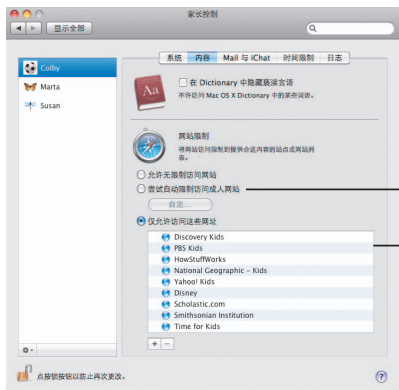 家长控制
显示全部
系统 内容 Mail 与 iChat 时间限制 日志
Colby
Marta
Susan
在 Dictionary 中隐藏猥渎言语
不许访问 Mac OS X Dictionary 中的某些词语。
网站限制
将网站访问限制到提供合适内容的站点或网站列
表。
允许无限制访问网站
尝试自动限制访问成人网站
自定...
仅允许访问这些网址
Discovery Kids
PBS Kids
HowStuffWorks
National Geographic - Kids
Yahoo! Kids
Disney
Scholastic.com
Smithsonian Institution
Time for Kids
+ −
点按锁按钮以防止再次更改。
?
Aa